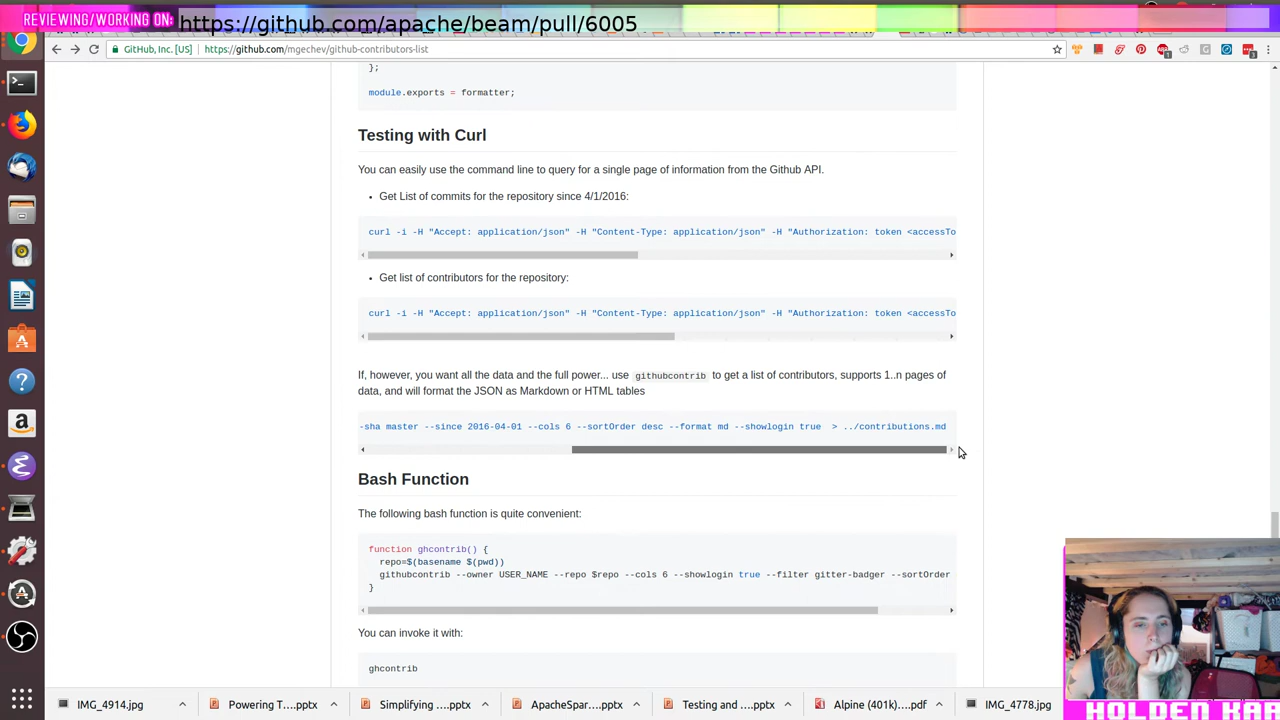 REVIEWING/WORKING ON: https://github.com/apache/beam/pull/6005
GitHub, Inc. [US] https://github.com/mgechev/github-contributors-list
};
module.exports = formatter;
Testing with Curl
You can easily use the command line to query for a single page of information from the Github API.
• Get List of commits for the repository since 4/1/2016:
curl -i -H "Accept: application/json" -H "Content-Type: application/json" -H "Authorization: token <accessTo
• Get list of contributors for the repository:
curl -i -H "Accept: application/json" -H "Content-Type: application/json" -H "Authorization: token <accessTo
If, however, you want all the data and the full power... use githubcontrib to get a list of contributors, supports 1..n pages of
data, and will format the JSON as Markdown or HTML tables
-sha master --since 2016-04-01 --cols 6 --sortOrder desc --format md --showlogin true > ../contributions.md
Bash Function
The following bash function is quite convenient:
function ghcontrib() {
repo=$(basename $(pwd))
githubcontrib --owner USER_NAME --repo $repo --cols 6 --showlogin true --filter gitter-badger --sortOrder
}
You can invoke it with:
ghcontrib
IMG_4914.jpg Powering T....pptx Simplifying ....pptx ApacheSpar....pptx Testing and ....pptx Alpine (401k)....pdf IMG_4778.jpg
HOLDEN KAR